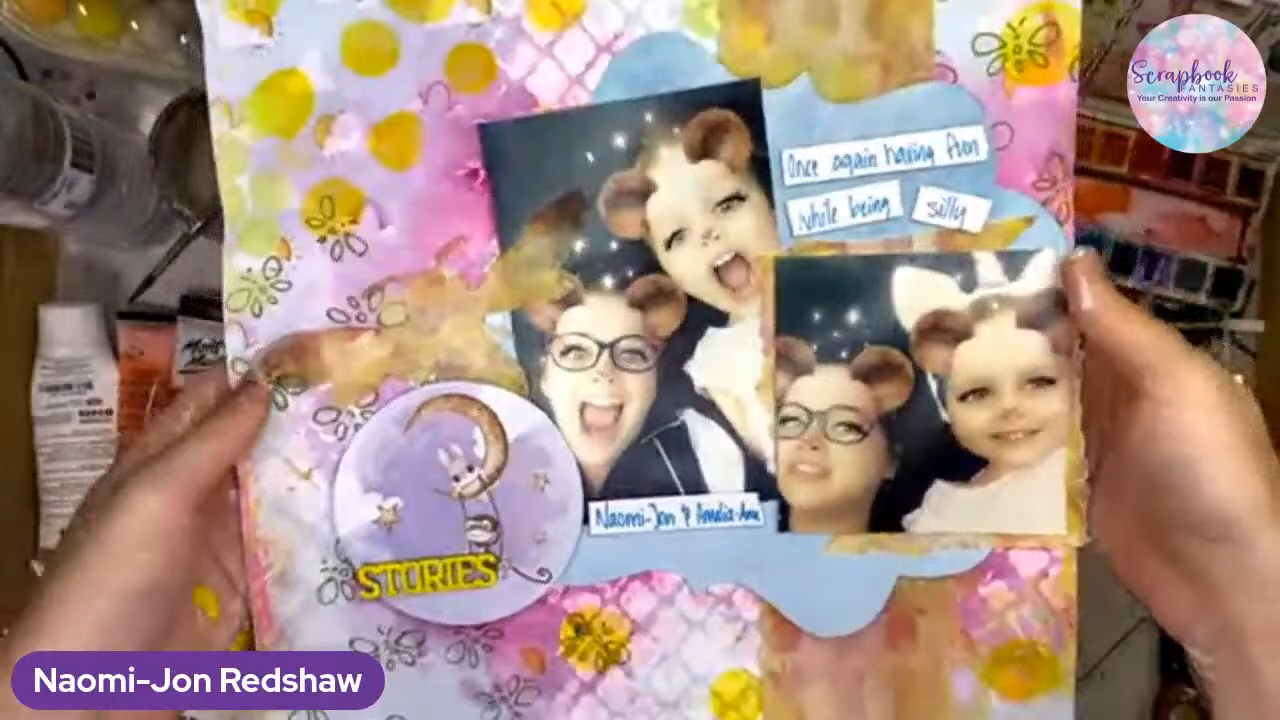 Scrapbook
FANTASIES
Your Creativity is our Passion
Once again having fun
while being silly
Naomi-Jon & Amelia-Ann
STORIES
Naomi-Jon Redshaw